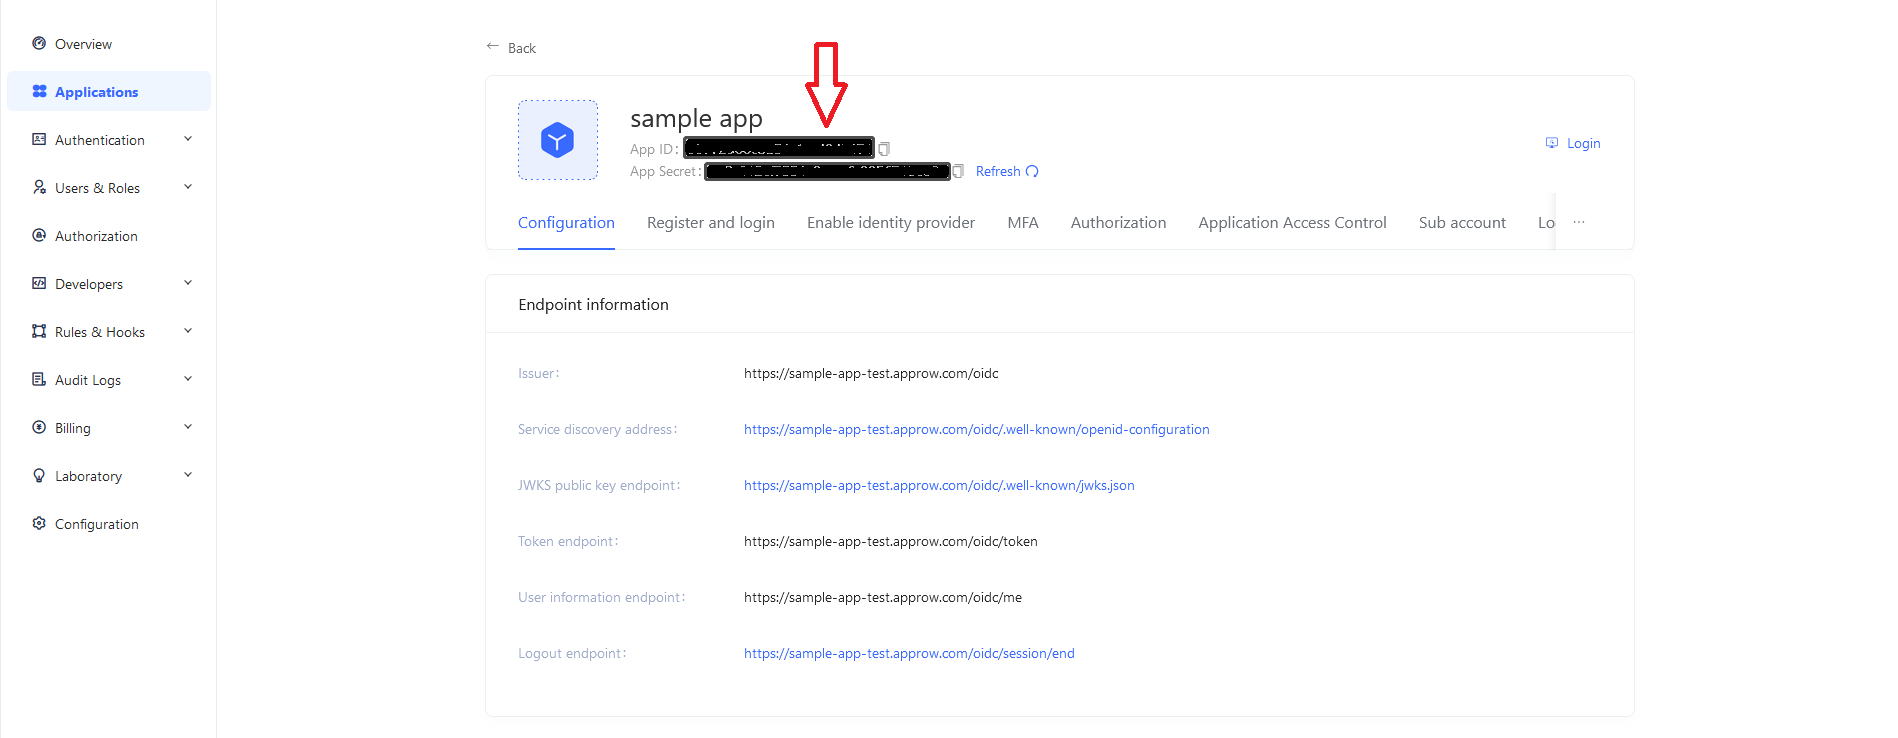 Overview
Applications
Authentication
Users & Roles
Authorization
Developers
Rules & Hooks
Audit Logs
Billing
Laboratory
Configuration
Back
sample app
App ID:
App Secret:
Refresh
Login
Configuration Register and login Enable identity provider MFA Authorization Application Access Control Sub account ···
Endpoint information
Issuer: https://sample-app-test.approw.com/oidc
Service discovery address: https://sample-app-test.approw.com/oidc/.well-known/openid-configuration
JWKS public key endpoint: https://sample-app-test.approw.com/oidc/.well-known/jwks.json
Token endpoint: https://sample-app-test.approw.com/oidc/token
User information endpoint: https://sample-app-test.approw.com/oidc/me
Logout endpoint: https://sample-app-test.approw.com/oidc/session/end